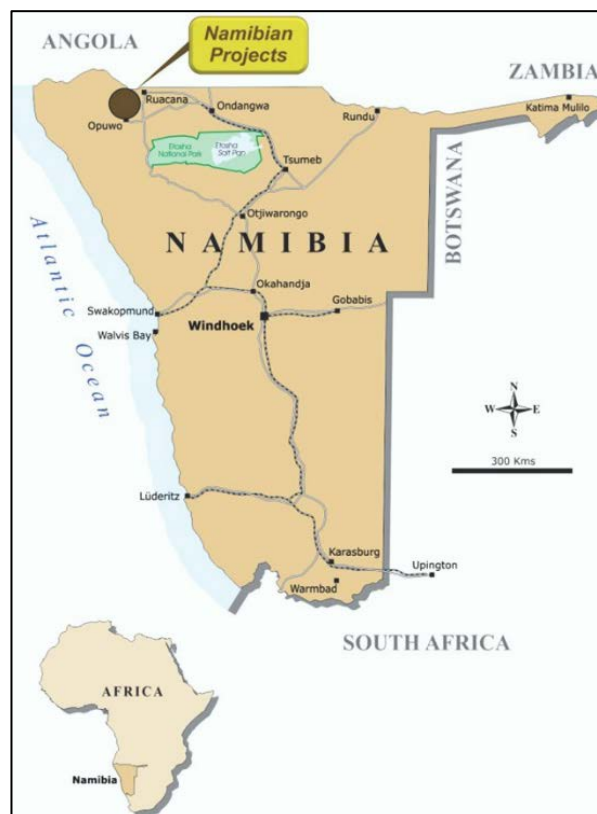 ANGOLA
Namibian
Projects
ZAMBIA
Ruacana
Ondangwa
Opuwo
Rundu
Katima Mulilo
Etosha
National Park
Etosha
Salt Pan
Tsumeb
BOTSWANA
Otjiwarongo
NAMIBIA
Atlantic Ocean
Okahandja
Gobabis
Swakopmund
Windhoek
Walvis Bay
N
W E
S
300 Kms
Lüderitz
Karasburg
Upington
Warmbad
SOUTH AFRICA
AFRICA
Namibia